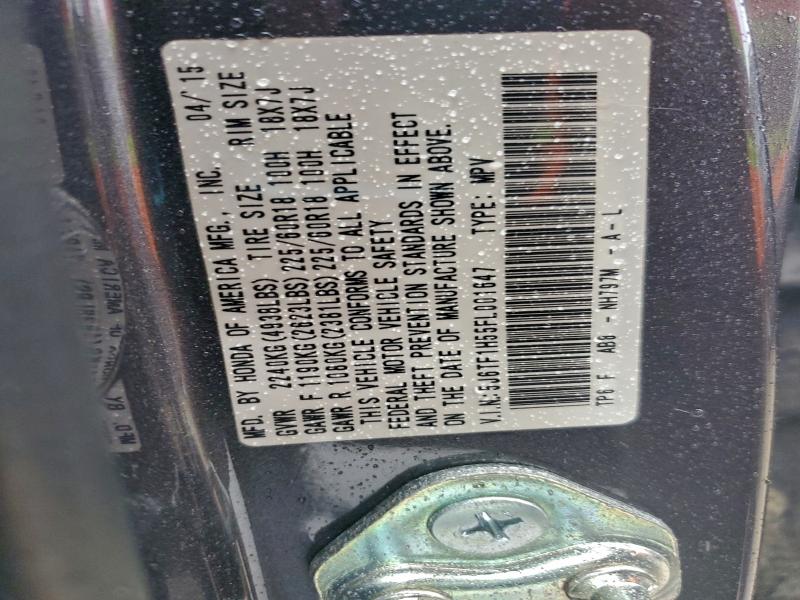 MFD. BY HONDA OF AMERICA MFG., INC. 04/15
GVWR 2240KG(4938LBS) TIRE SIZE RIM SIZE
GAWR F 1190KG(2623LBS) 225/60R18 100H 18X7J
GAWR R 1080KG(2381LBS) 225/60R18 100H 18X7J
THIS VEHICLE CONFORMS TO ALL APPLICABLE
FEDERAL MOTOR VEHICLE SAFETY
AND THEFT PREVENTION STANDARDS IN EFFECT
ON THE DATE OF MANUFACTURE SHOWN ABOVE.
V.I.N:5J6TF1H55FL001647 TYPE: MPV
TP6 F AB8 - NH797M - A - L